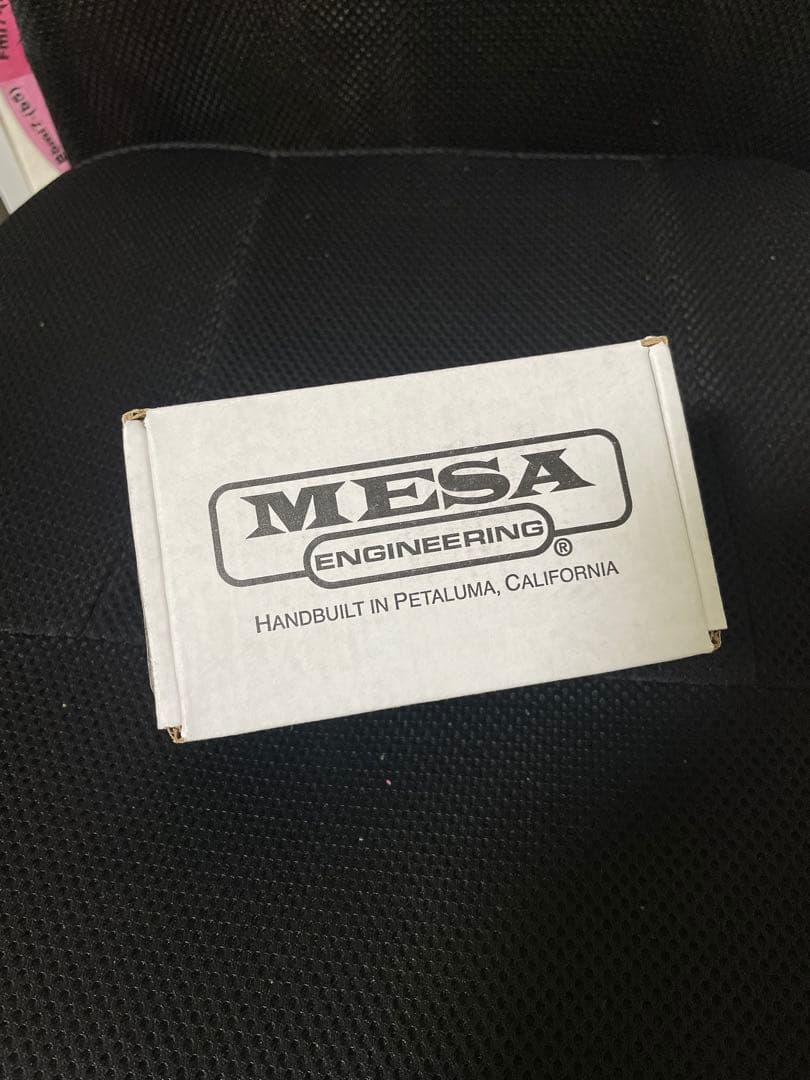 MESA
ENGINEERING®
HANDBUILT IN PETALUMA, CALIFORNIA